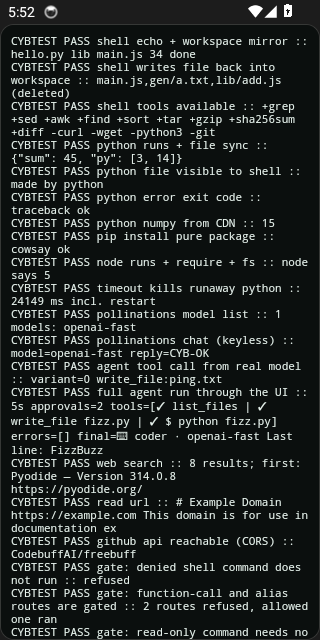 5:52
CYBTEST PASS shell echo + workspace mirror ::
hello.py lib main.js 34 done
CYBTEST PASS shell writes file back into
workspace :: main.js,gen/a.txt,lib/add.js
(deleted)
CYBTEST PASS shell tools available :: +grep
+sed +awk +find +sort +tar +gzip +sha256sum
+diff -curl -wget -python3 -git
CYBTEST PASS python runs + file sync ::
{"sum": 45, "py": [3, 14]}
CYBTEST PASS python file visible to shell ::
made by python
CYBTEST PASS python error exit code ::
traceback ok
CYBTEST PASS python numpy from CDN :: 15
CYBTEST PASS pip install pure package ::
cowsay ok
CYBTEST PASS node runs + require + fs :: node
says 5
CYBTEST PASS timeout kills runaway python ::
24149 ms incl. restart
CYBTEST PASS pollinations model list :: 1
models: openai-fast
CYBTEST PASS pollinations chat (keyless) ::
model=openai-fast reply=CYB-OK
CYBTEST PASS agent tool call from real model
:: variant=0 write_file:ping.txt
CYBTEST PASS full agent run through the UI ::
5s approvals=2 tools=[✓ list_files | ✓
write_file fizz.py | ✓ $ python fizz.py]
errors=[] final=⌨ coder · openai-fast Last
line: FizzBuzz
CYBTEST PASS web search :: 8 results; first:
Pyodide — Version 314.0.8
https://pyodide.org/
CYBTEST PASS read url :: # Example Domain
https://example.com This domain is for use in
documentation ex
CYBTEST PASS github api reachable (CORS) ::
CodebuffAI/freebuff
CYBTEST PASS gate: denied shell command does
not run :: refused
CYBTEST PASS gate: function-call and alias
routes are gated :: 2 routes refused, allowed
one ran
CYBTEST PASS gate: read-only command needs no